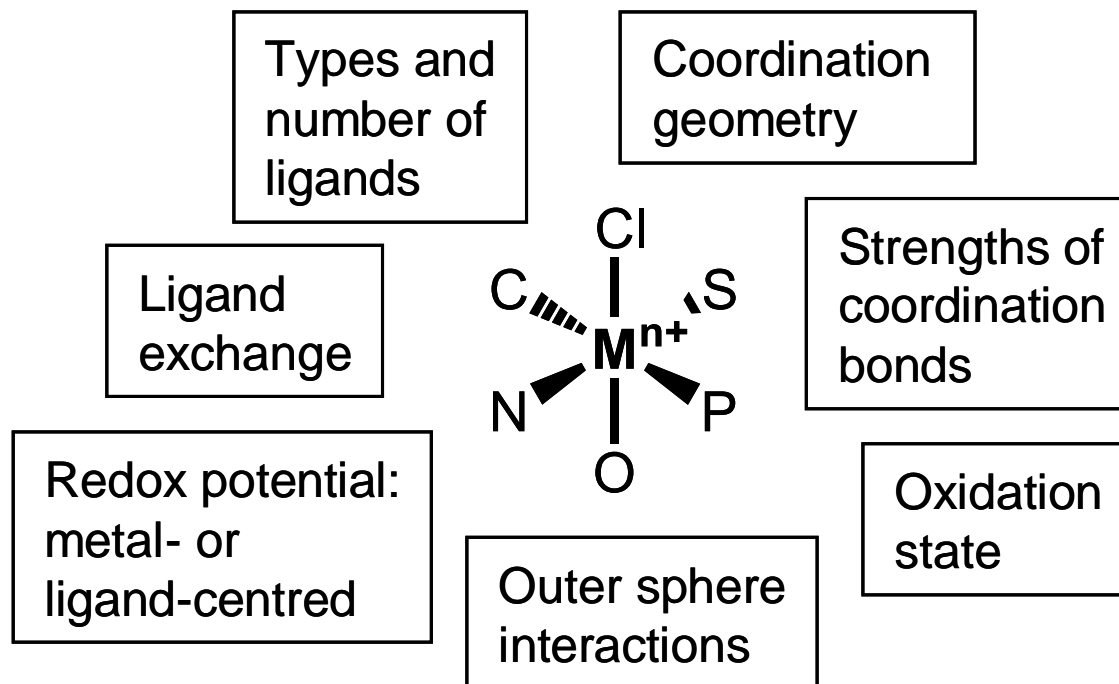 Types and
number of
ligands
Coordination
geometry
Ligand
exchange
Cl
C
S
Mn+
N
P
O
Strengths of
coordination
bonds
Redox potential:
metal- or
ligand-centred
Outer sphere
interactions
Oxidation
state